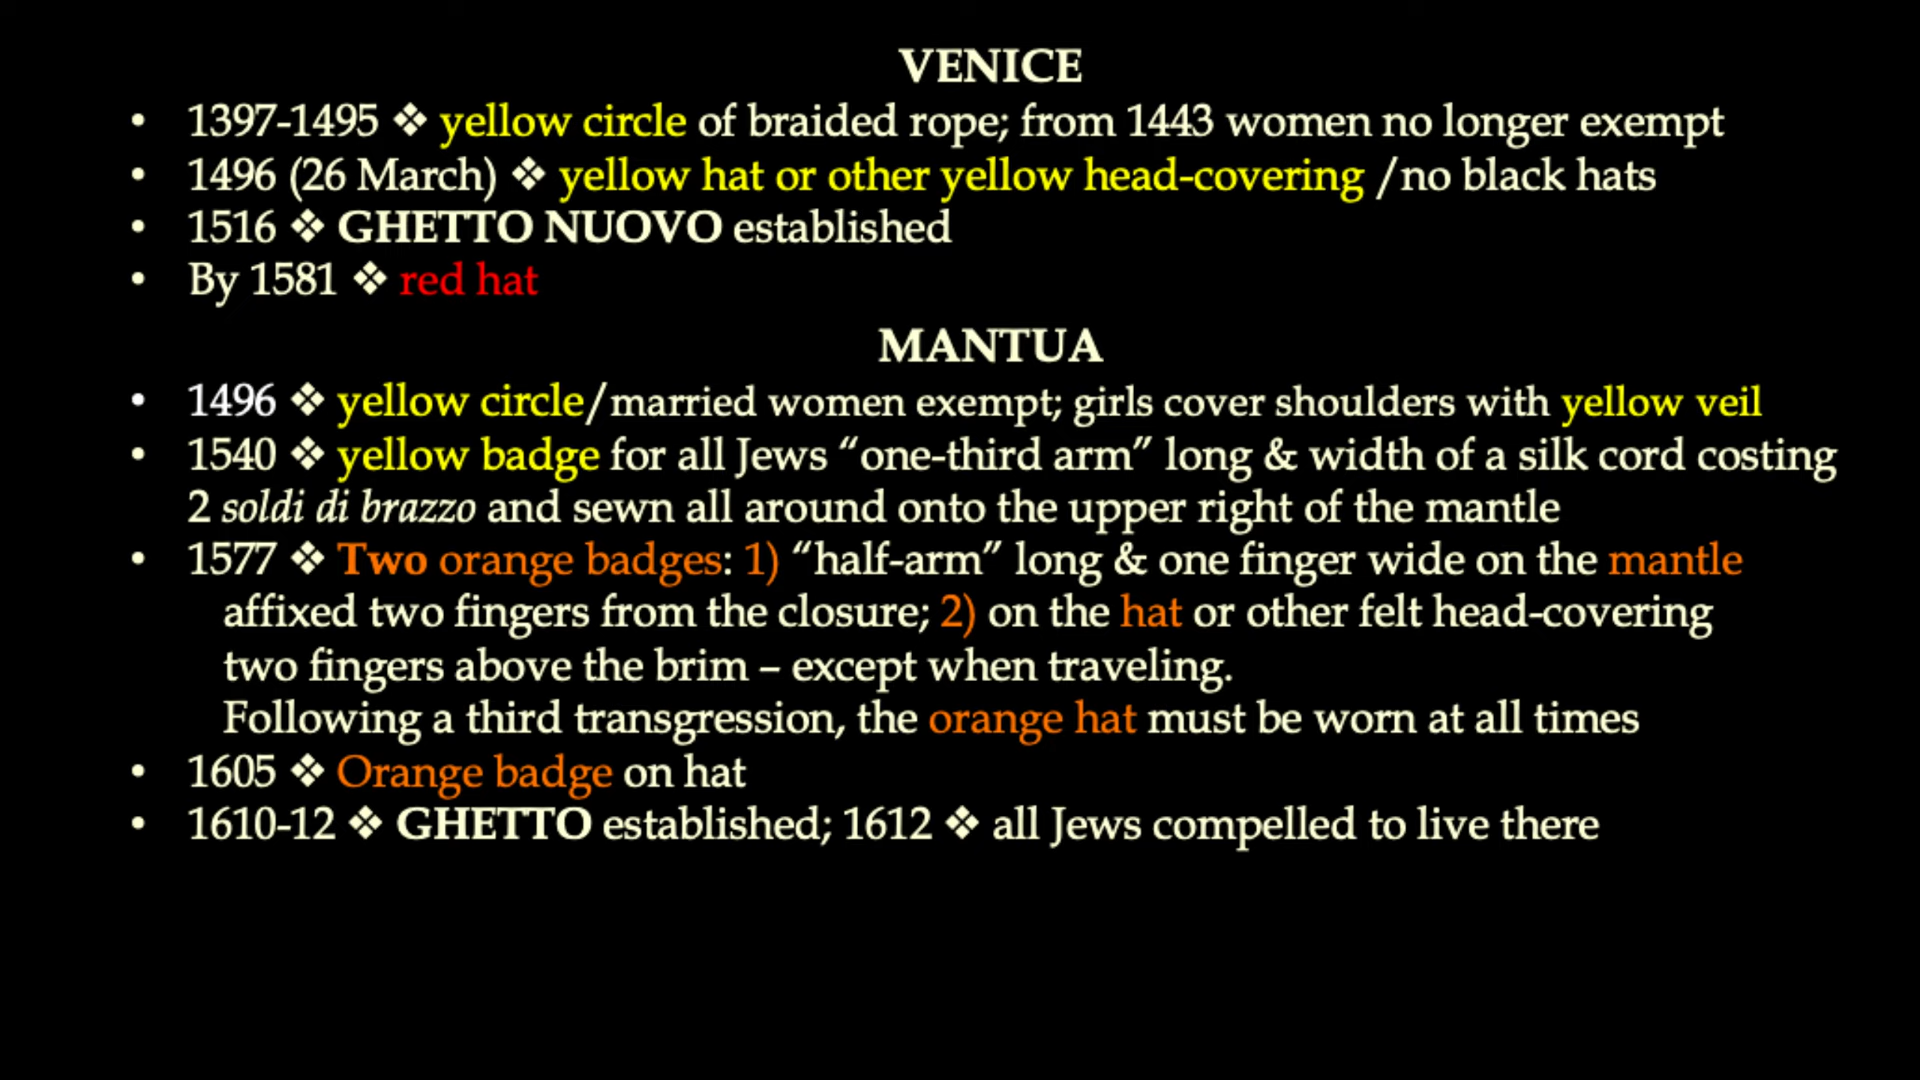 VENICE
• 1397-1495 ❖ yellow circle of braided rope; from 1443 women no longer exempt
• 1496 (26 March) ❖ yellow hat or other yellow head-covering /no black hats
• 1516 ❖ GHETTO NUOVO established
• By 1581 ❖ red hat
MANTUA
• 1496 ❖ yellow circle/married women exempt; girls cover shoulders with yellow veil
• 1540 ❖ yellow badge for all Jews “one-third arm” long & width of a silk cord costing
2 soldi di brazzo and sewn all around onto the upper right of the mantle
• 1577 ❖ Two orange badges: 1) “half-arm” long & one finger wide on the mantle
affixed two fingers from the closure; 2) on the hat or other felt head-covering
two fingers above the brim – except when traveling.
Following a third transgression, the orange hat must be worn at all times
• 1605 ❖ Orange badge on hat
• 1610-12 ❖ GHETTO established; 1612 ❖ all Jews compelled to live there